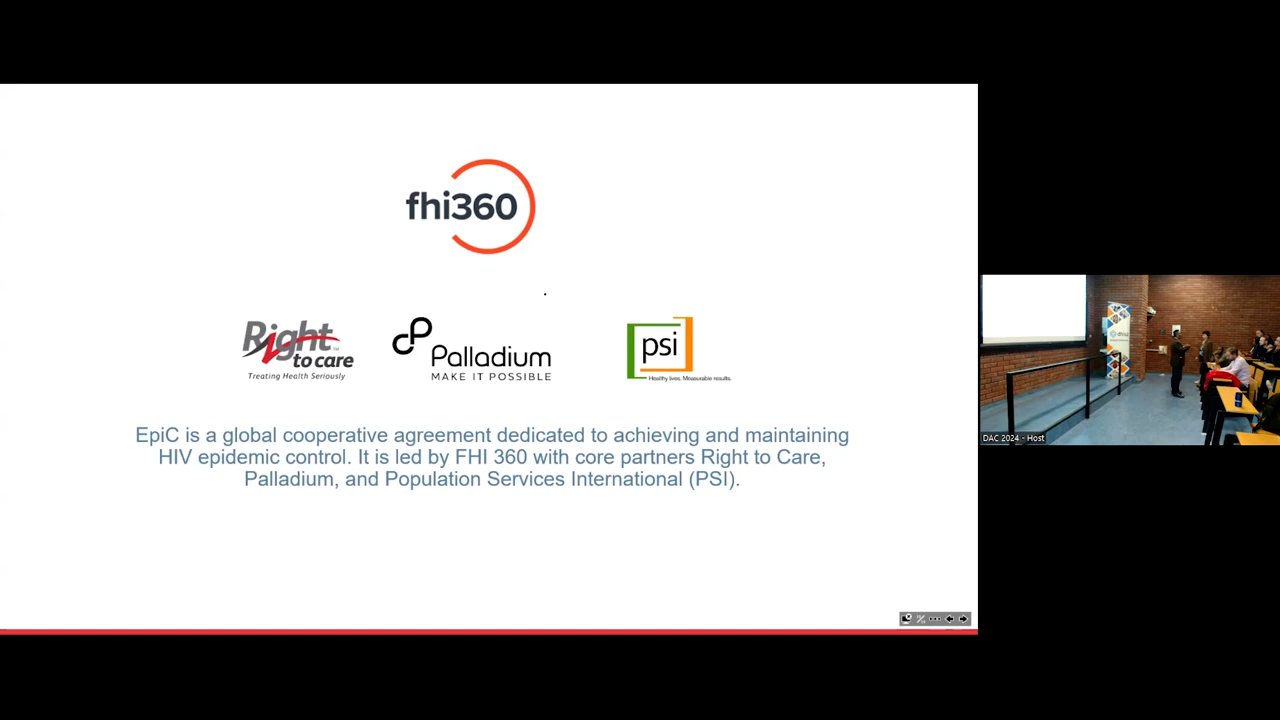 fhi360
Right
to care
TM
Treating Health Seriously
Palladium
MAKE IT POSSIBLE
psi
Healthy lives. Measurable results.
EpiC is a global cooperative agreement dedicated to achieving and maintaining
HIV epidemic control. It is led by FHI 360 with core partners Right to Care,
Palladium, and Population Services International (PSI).
DAC 2024 - Host